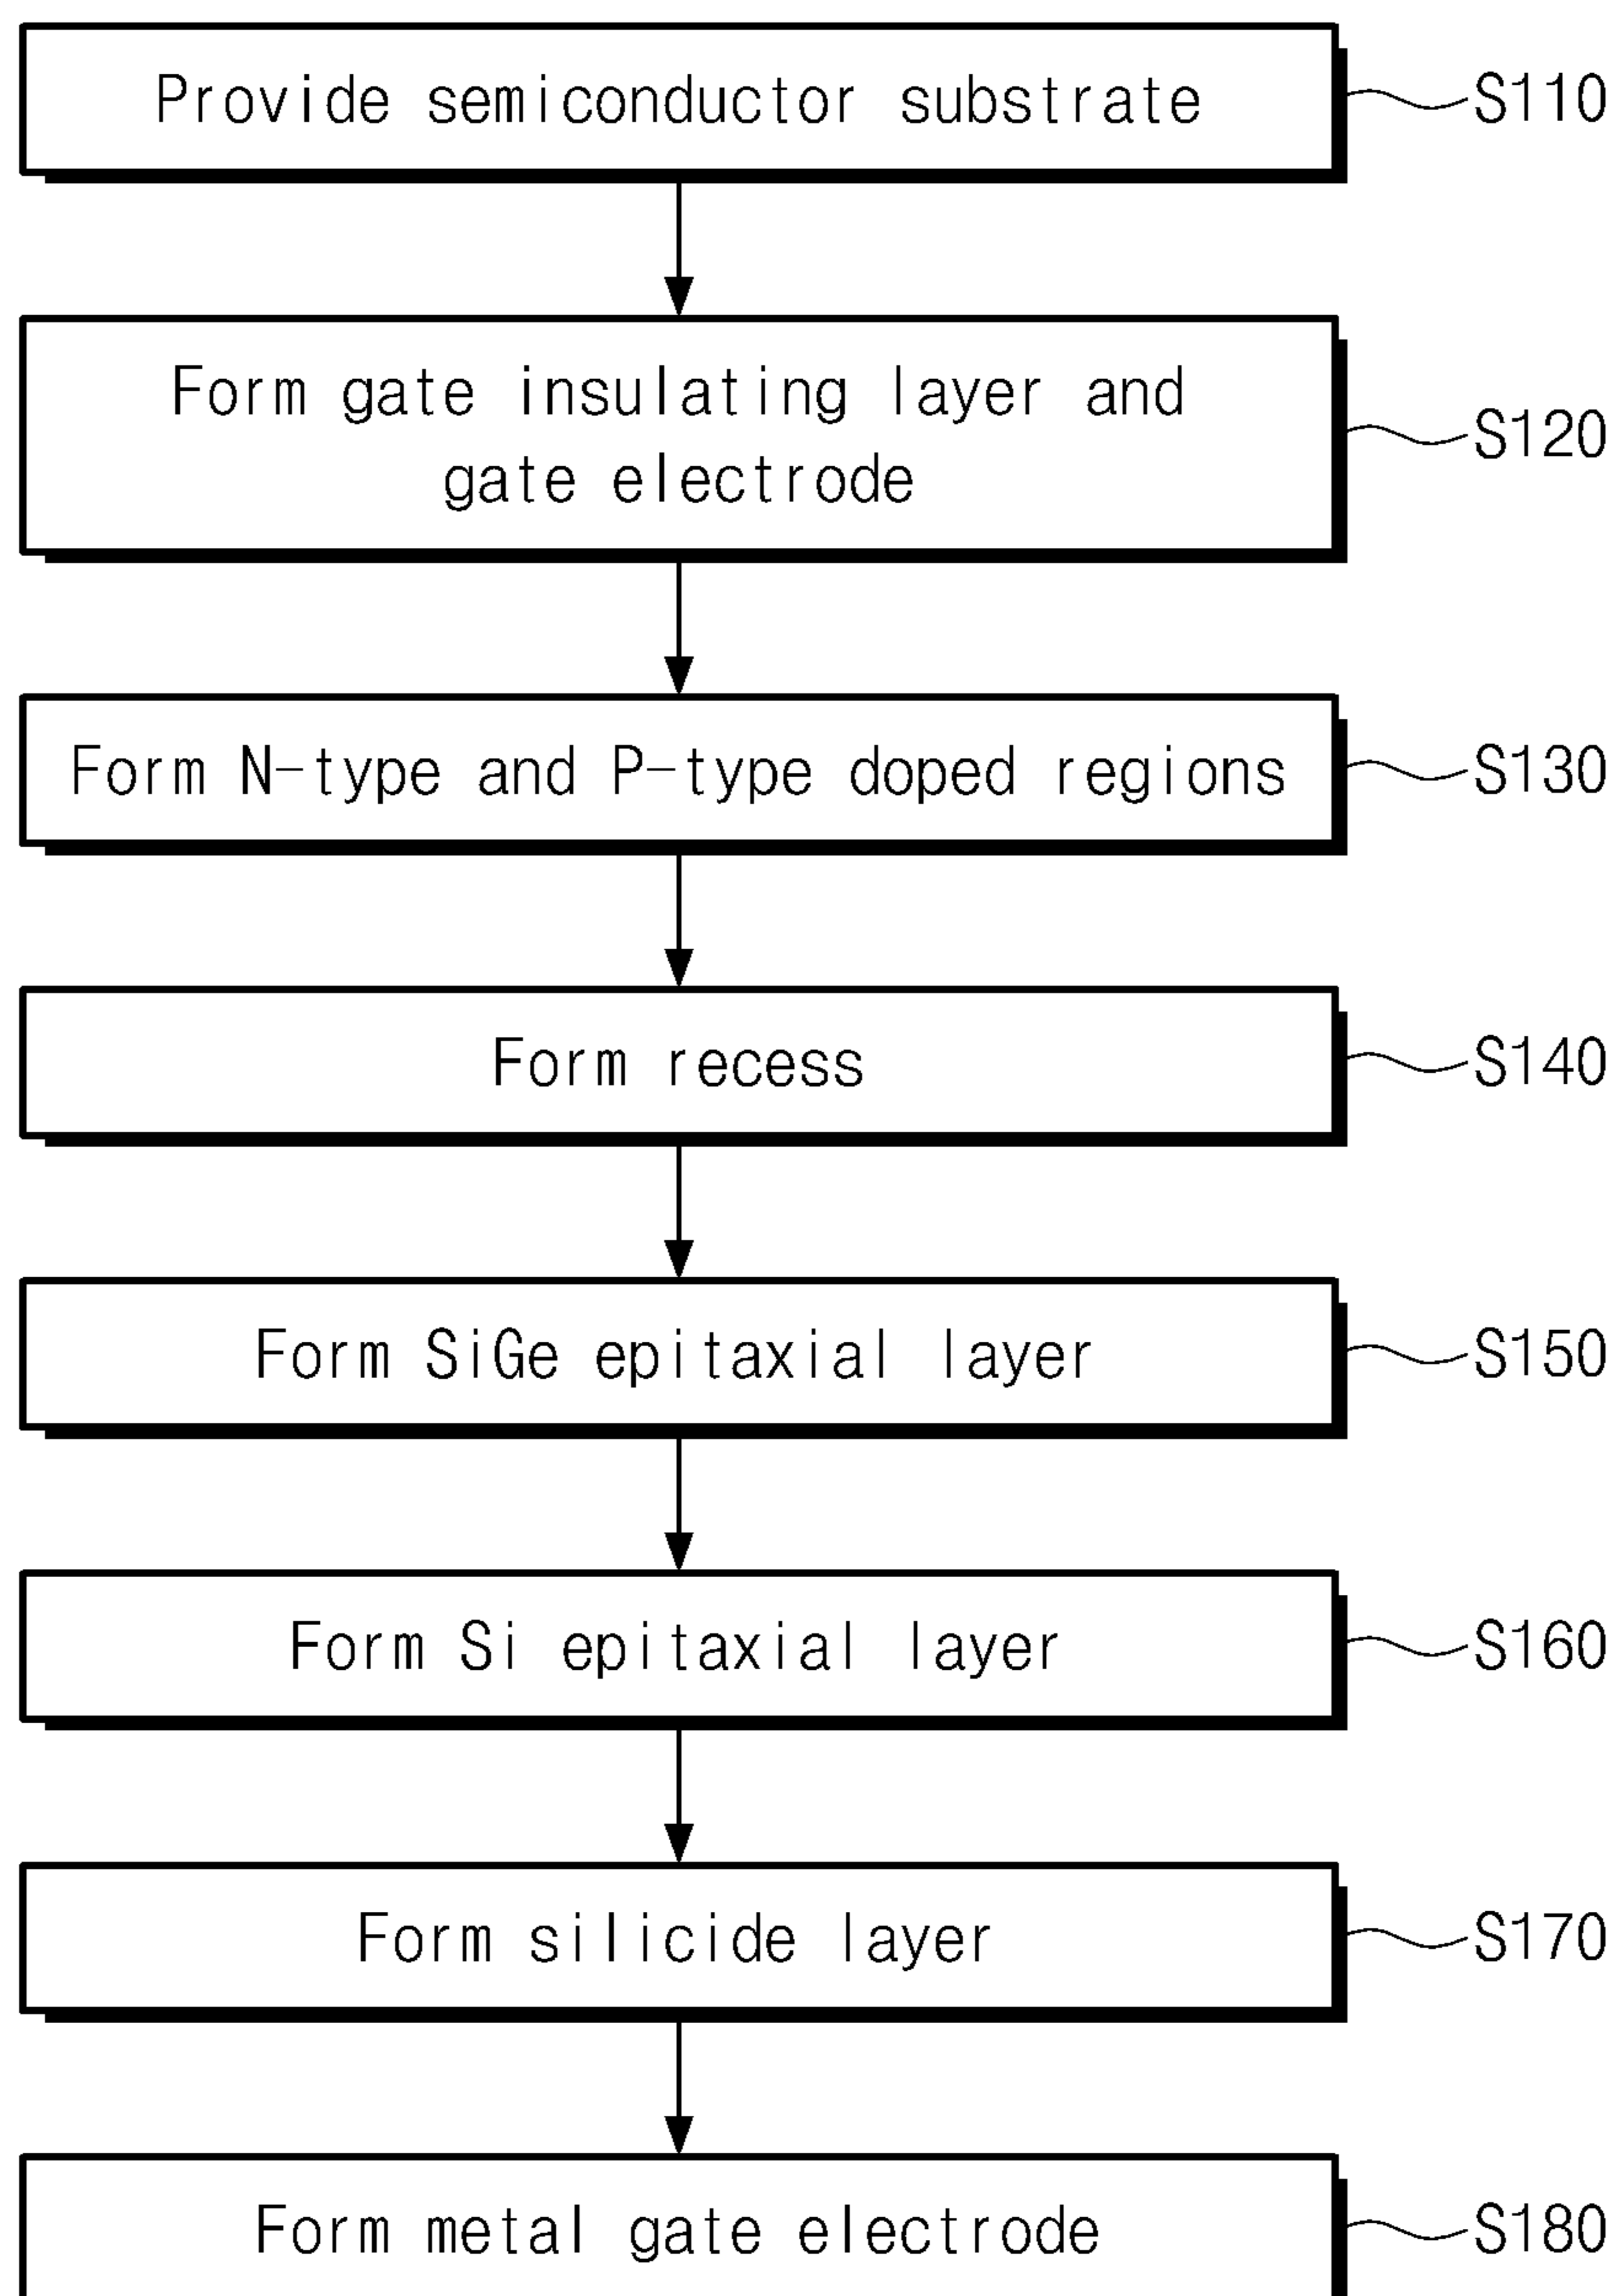 Provide semiconductor substrate
S110
Form gate insulating layer and
gate electrode
S120
Form N-type and P-type doped regions
S130
Form recess
S140
Form SiGe epitaxial layer
S150
Form Si epitaxial layer
S160
Form silicide layer
S170
Form metal gate electrode
S180